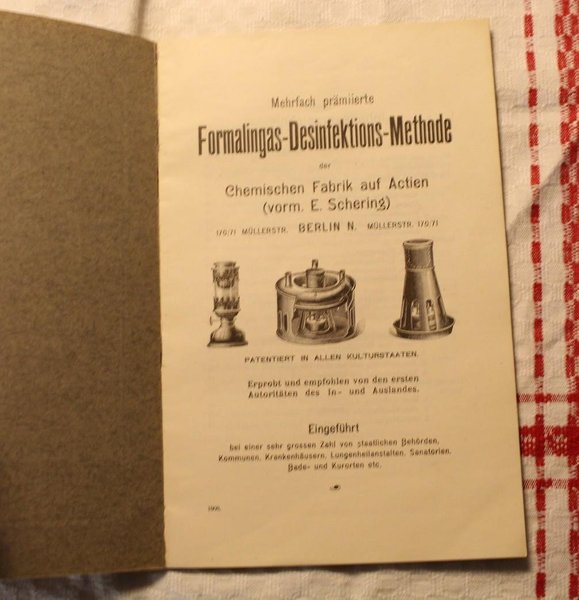 Mehrfach prämiierte
Formalingas-Desinfektions-Methode
der
Chemischen Fabrik auf Actien
(vorm. E. Schering)
170/71 MÜLLERSTR. BERLIN N. MÜLLERSTR. 170/71
PATENTIERT IN ALLEN KULTURSTAATEN.
Erprobt und empfohlen von den ersten
Autoritäten des In- und Auslandes.
Eingeführt
bei einer sehr grossen Zahl von staatlichen Behörden,
Kommunen, Krankenhäusern, Lungenheilanstalten, Sanatorien,
Bade- und Kurorten etc.